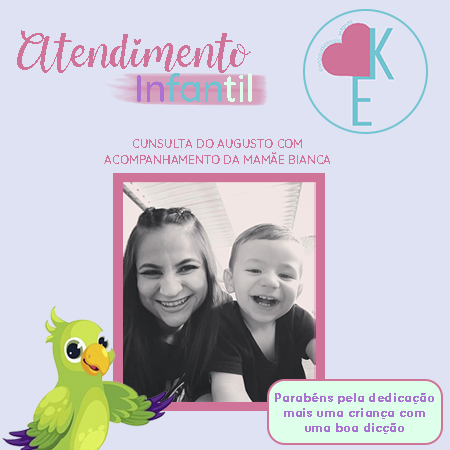 Atendimento
Infantil
K
E
CUNSULTA DO AUGUSTO COM
ACOMPANHAMENTO DA MAMÃE BIANCA
Parabéns pela dedicação
mais uma criança com
uma boa dicção